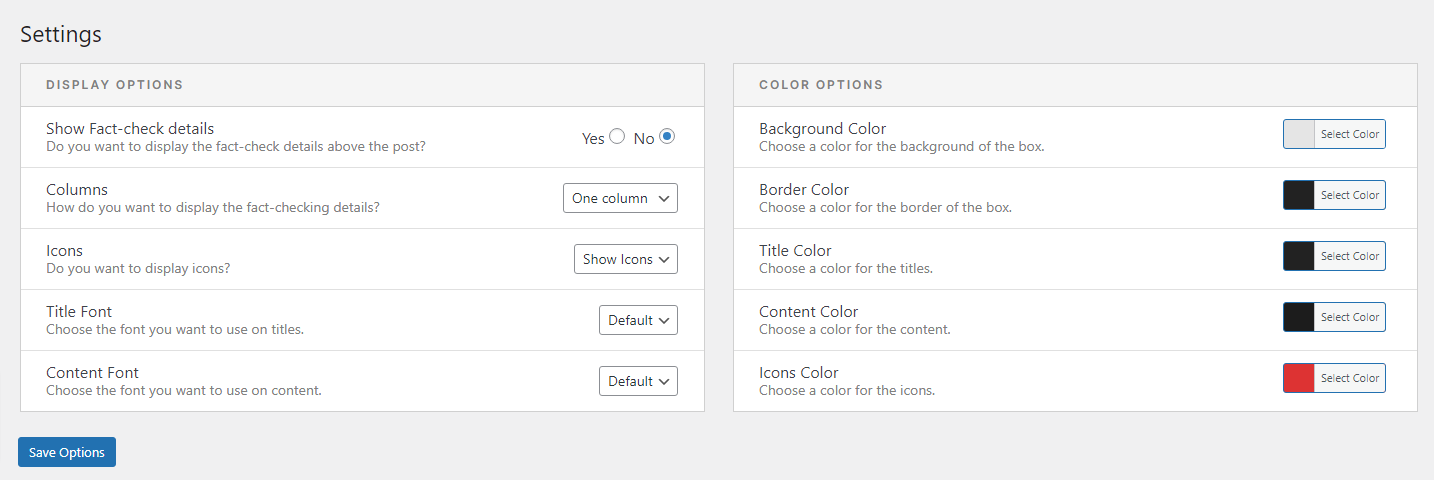 Settings
DISPLAY OPTIONS
Show Fact-check details
Do you want to display the fact-check details above the post?
Yes No
Columns
How do you want to display the fact-checking details?
One column
Icons
Do you want to display icons?
Show Icons
Title Font
Choose the font you want to use on titles.
Default
Content Font
Choose the font you want to use on content.
Default
COLOR OPTIONS
Background Color
Choose a color for the background of the box.
Select Color
Border Color
Choose a color for the border of the box.
Select Color
Title Color
Choose a color for the titles.
Select Color
Content Color
Choose a color for the content.
Select Color
Icons Color
Choose a color for the icons.
Select Color
Save Options